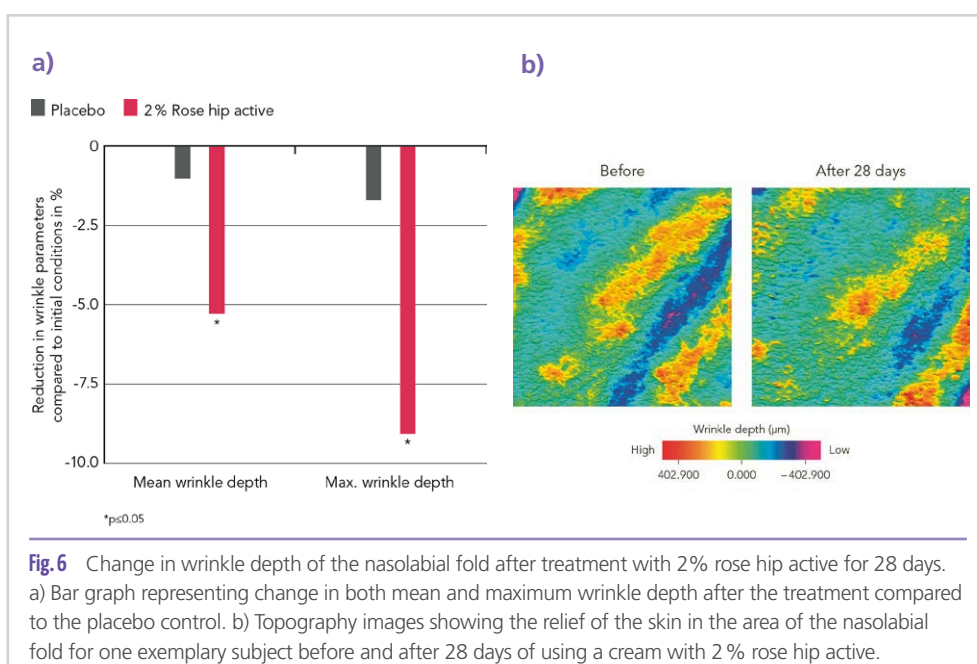 a)
b)
Placebo 2 % Rose hip active
0
-2.5
-5.0
-7.5
-10.0
Reduction in wrinkle parameters
compared to initial conditions in %
*
*
Mean wrinkle depth Max. wrinkle depth
*p≤0.05
Before After 28 days
Wrinkle depth (µm)
High Low
402.900 0.000 −402.900
Fig. 6 Change in wrinkle depth of the nasolabial fold after treatment with 2% rose hip active for 28 days.
a) Bar graph representing change in both mean and maximum wrinkle depth after the treatment compared
to the placebo control. b) Topography images showing the relief of the skin in the area of the nasolabial
fold for one exemplary subject before and after 28 days of using a cream with 2 % rose hip active.